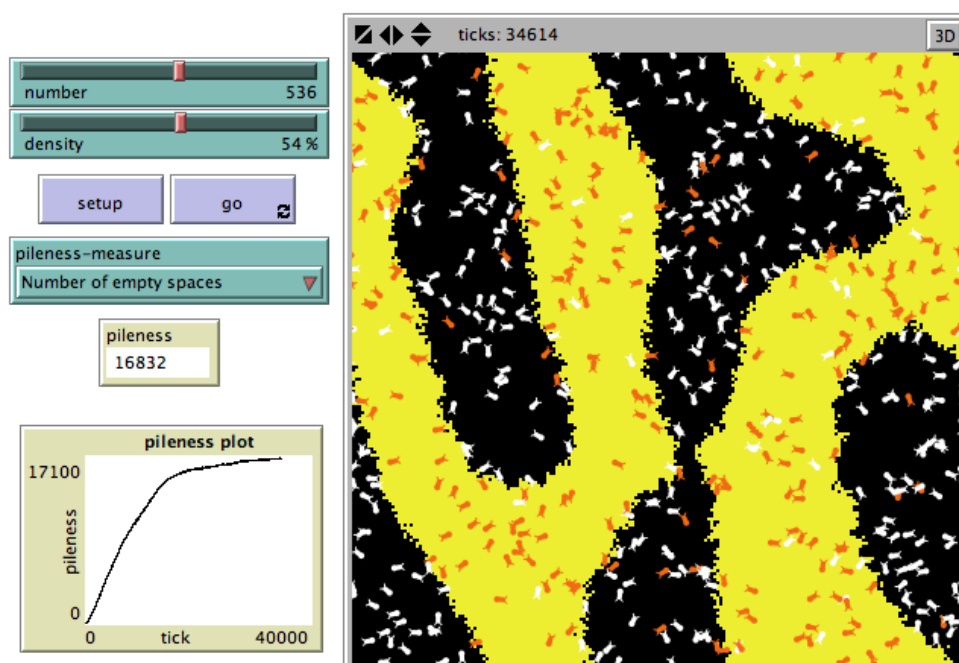 ticks: 34614
3D
number 536
density 54 %
setup
go
pileness-measure
Number of empty spaces
pileness
16832
pileness plot
17100
pileness
0
0 tick 40000